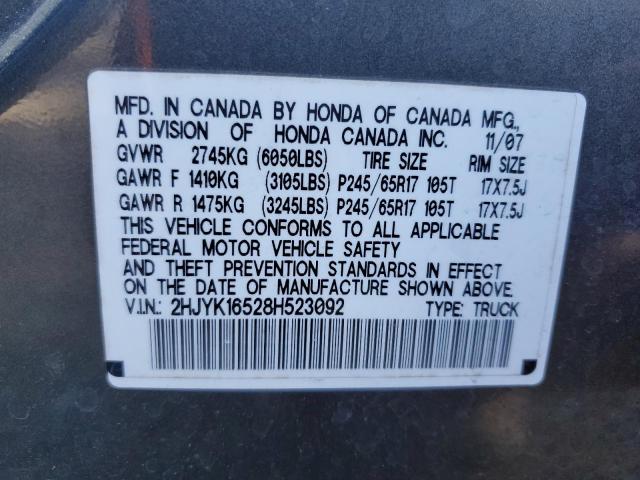 MFD. IN CANADA BY HONDA OF CANADA MFG.,
A DIVISION OF HONDA CANADA INC. 11/07
GVWR 2745KG (6050LBS) TIRE SIZE RIM SIZE
GAWR F 1410KG (3105LBS) P245/65R17 105T 17X7.5J
GAWR R 1475KG (3245LBS) P245/65R17 105T 17X7.5J
THIS VEHICLE CONFORMS TO ALL APPLICABLE
FEDERAL MOTOR VEHICLE SAFETY
AND THEFT PREVENTION STANDARDS IN EFFECT
ON THE DATE OF MANUFACTURE SHOWN ABOVE.
V.I.N.: 2HJYK16528H523092 TYPE: TRUCK